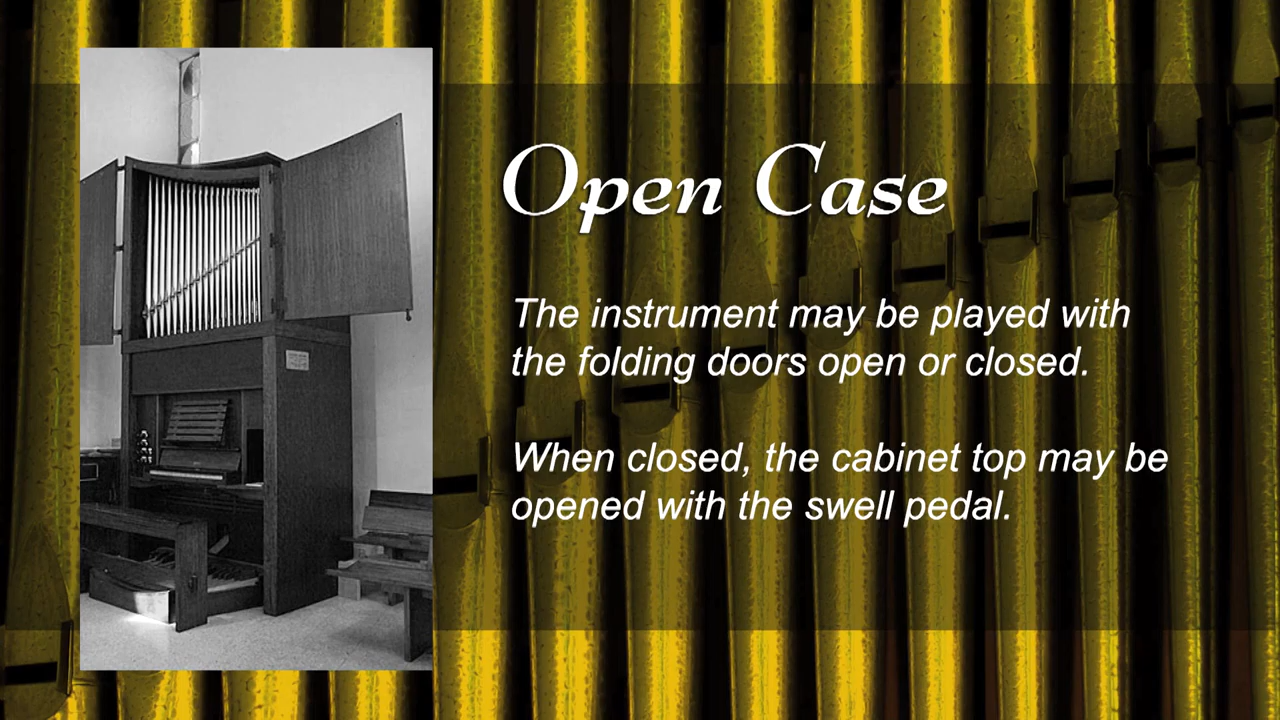 Open Case
The instrument may be played with
the folding doors open or closed.
When closed, the cabinet top may be
opened with the swell pedal.